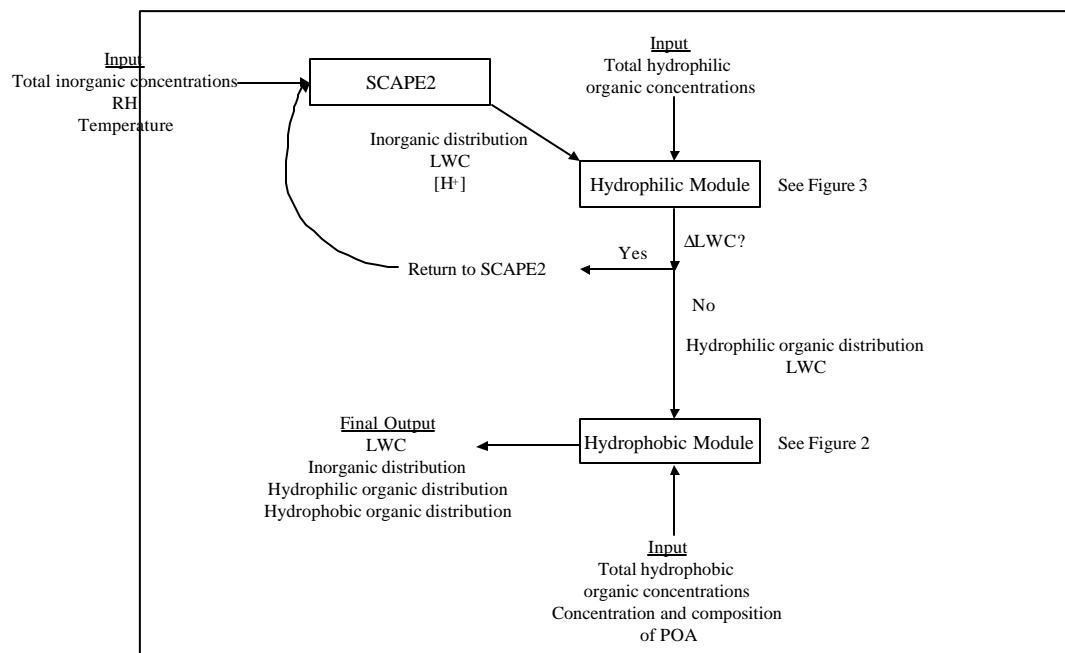 Input
Total inorganic concentrations
RH
Temperature
SCAPE2
Input
Total hydrophilic
organic concentrations
Inorganic distribution
LWC
[H⁺]
Hydrophilic Module
See Figure 3
ΔLWC?
Yes
Return to SCAPE2
No
Hydrophilic organic distribution
LWC
Hydrophobic Module
See Figure 2
Final Output
LWC
Inorganic distribution
Hydrophilic organic distribution
Hydrophobic organic distribution
Input
Total hydrophobic
organic concentrations
Concentration and composition
of POA